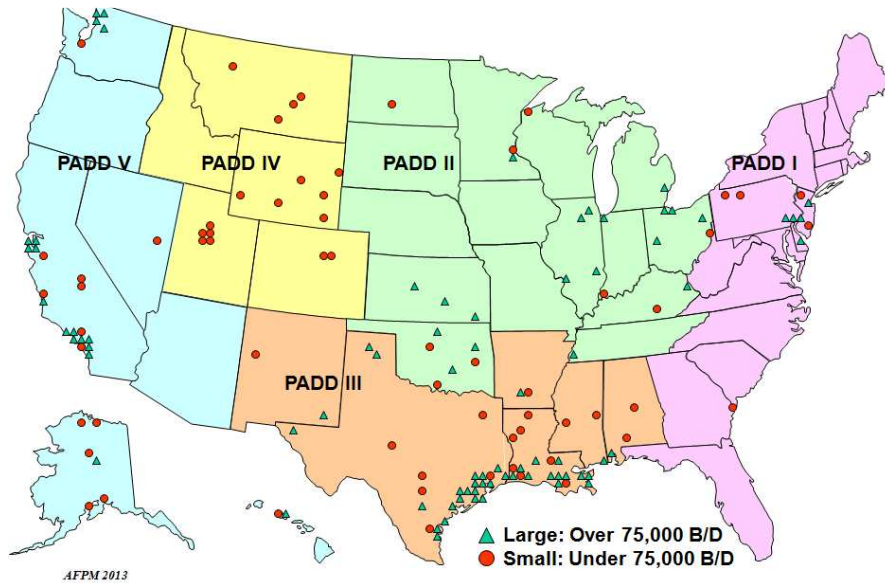 PADD V
PADD IV
PADD II
PADD I
PADD III
Large: Over 75,000 B/D
Small: Under 75,000 B/D
AFPM 2013